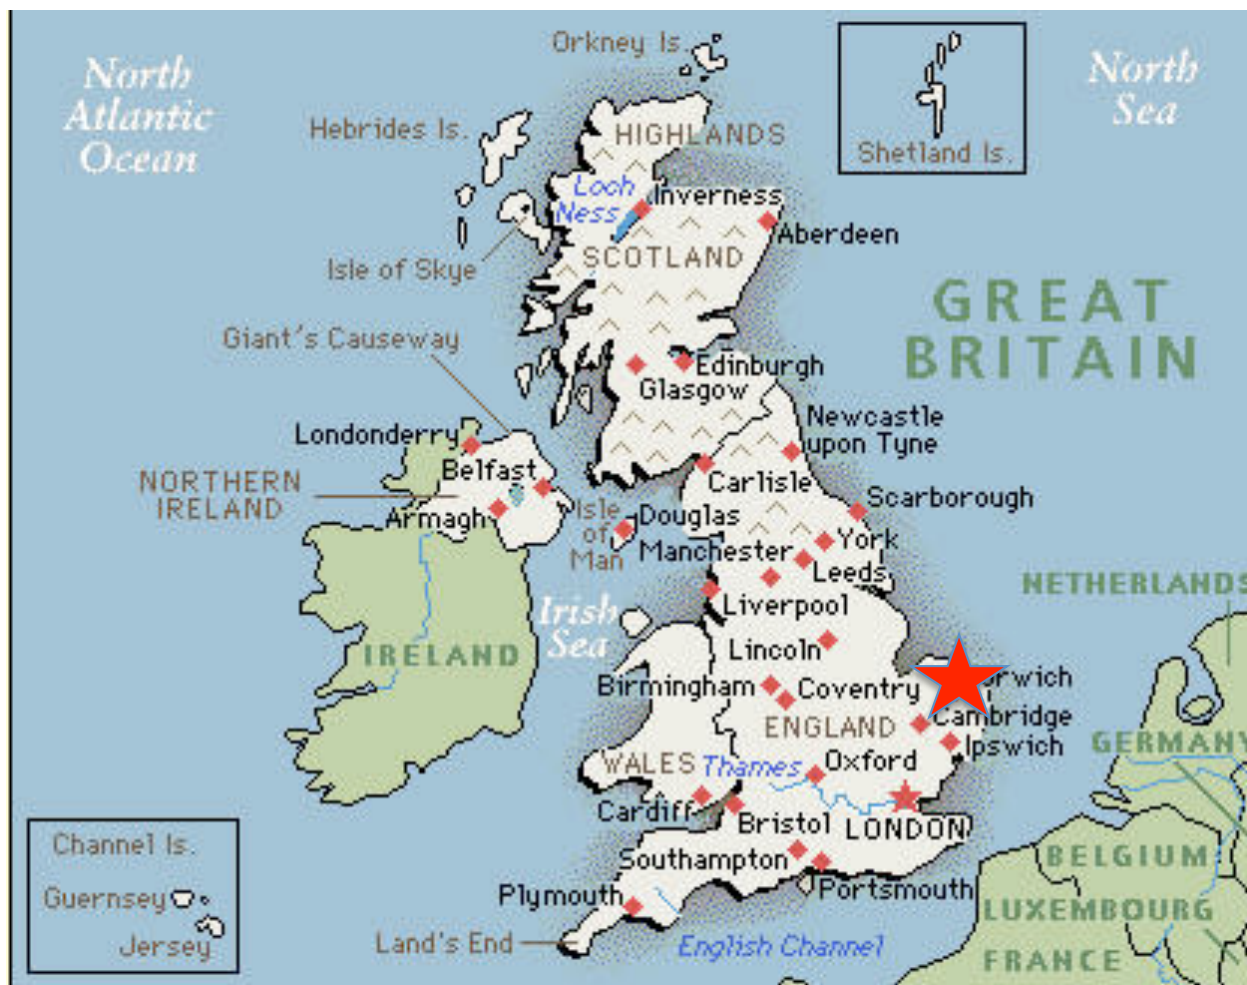 Orkney Is.
North
Atlantic
Ocean
North
Sea
Hebrides Is.
HIGHLANDS
Shetland Is.
Loch
Ness
Inverness
Aberdeen
Isle of Skye
SCOTLAND
GREAT
BRITAIN
Giant's Causeway
Edinburgh
Glasgow
Newcastle
upon Tyne
Londonderry
Belfast
Carlisle
NORTHERN
IRELAND
Scarborough
Armagh
Isle
of
Man
Douglas
York
Manchester
Leeds
NETHERLANDS
Irish
Sea
Liverpool
IRELAND
Lincoln
Birmingham
Coventry
rwich
ENGLAND
Cambridge
Ipswich
GERMANY
WALES
Thames
Oxford
Cardiff
Bristol
LONDON
Channel Is.
Southampton
BELGIUM
Guernsey
Plymouth
Portsmouth
LUXEMBOURG
Jersey
Land's End
English Channel
FRANCE